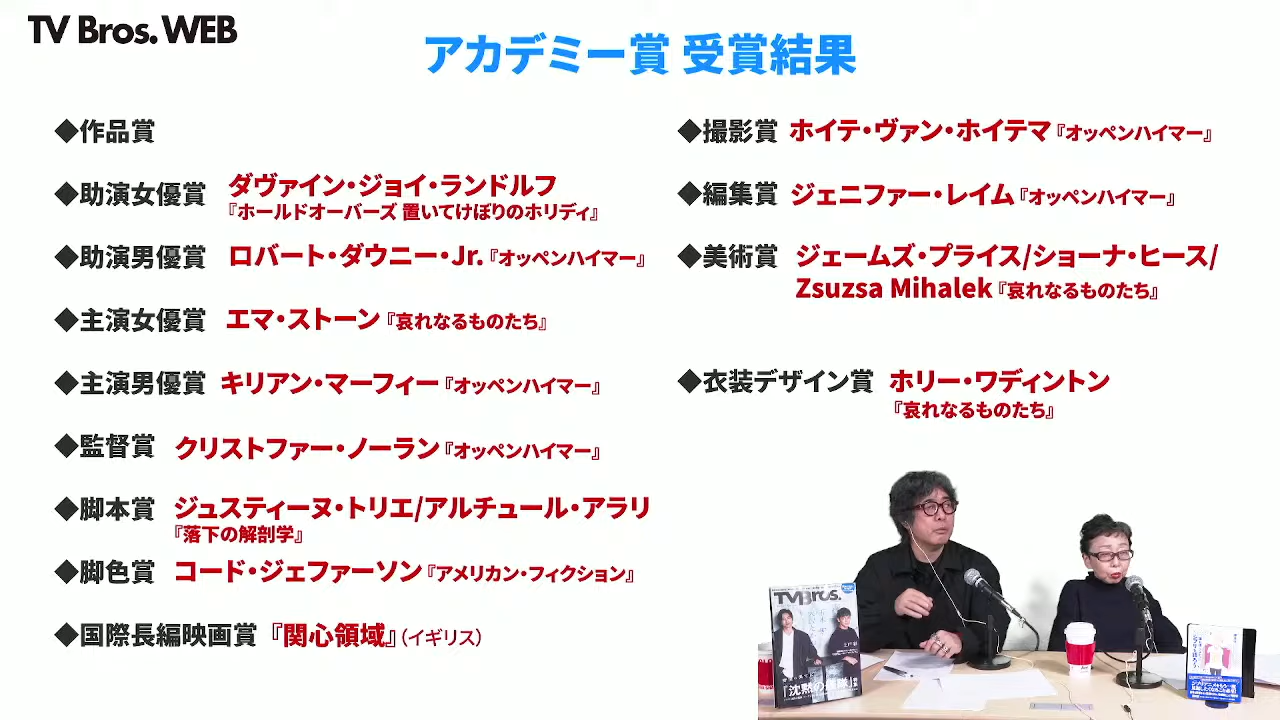 TV Bros. WEB
アカデミー賞 受賞結果
◆作品賞
◆助演女優賞 ダヴァイン・ジョイ・ランドルフ
『ホールドオーバーズ 置いてけぼりのホリディ』
◆助演男優賞 ロバート・ダウニー・Jr.『オッペンハイマー』
◆主演女優賞 エマ・ストーン『哀れなるものたち』
◆主演男優賞 キリアン・マーフィー『オッペンハイマー』
◆監督賞 クリストファー・ノーラン『オッペンハイマー』
◆脚本賞 ジュスティーヌ・トリエ/アルチュール・アラリ
『落下の解剖学』
◆脚色賞 コード・ジェファーソン『アメリカン・フィクション』
◆国際長編映画賞 『関心領域』（イギリス）
◆撮影賞 ホイテ・ヴァン・ホイテマ『オッペンハイマー』
◆編集賞 ジェニファー・レイム『オッペンハイマー』
◆美術賞 ジェームズ・プライス/ショーナ・ヒース/
Zsuzsa Mihalek『哀れなるものたち』
◆衣装デザイン賞 ホリー・ワディントン
『哀れなるものたち』
TVBros.